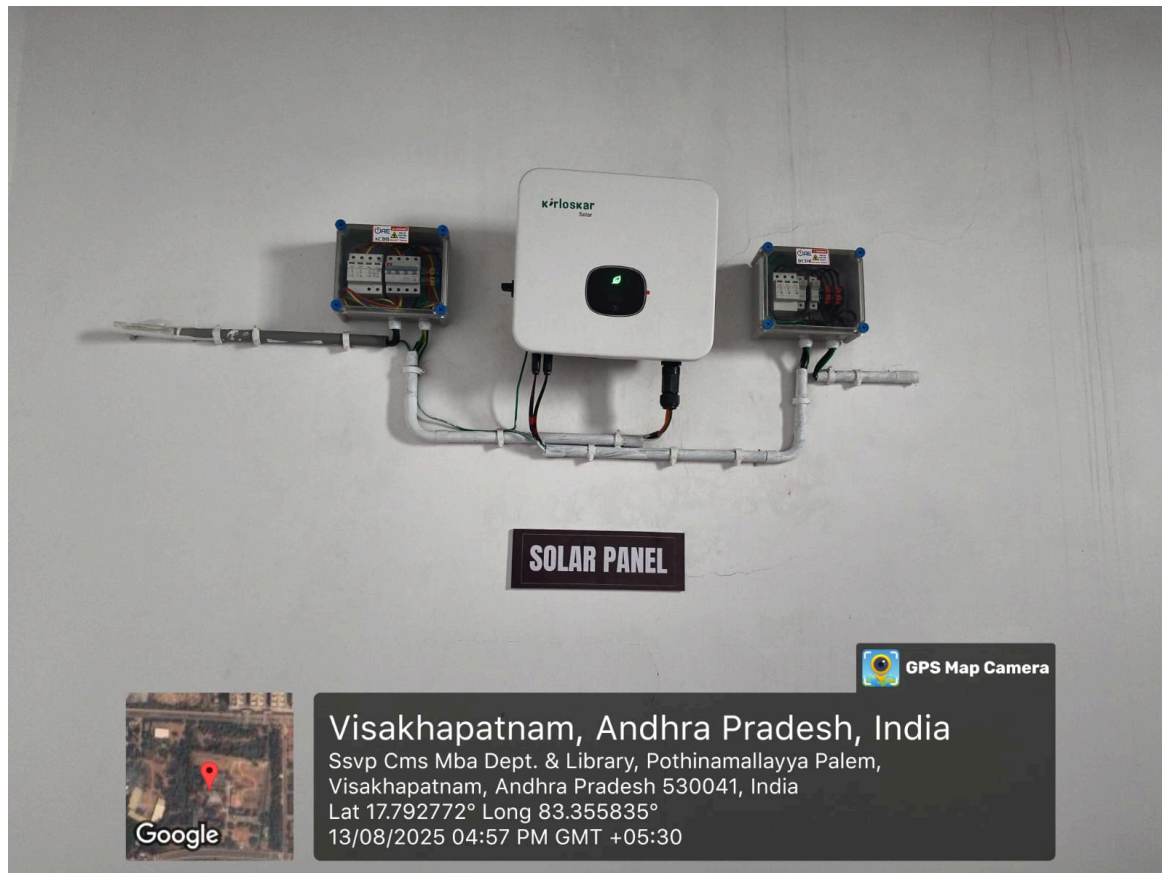 Kirloskar
Solar
SOLAR PANEL
GPS Map Camera
Visakhapatnam, Andhra Pradesh, India
Ssvp Cms Mba Dept. & Library, Pothinamallayya Palem,
Visakhapatnam, Andhra Pradesh 530041, India
Lat 17.792772° Long 83.355835°
13/08/2025 04:57 PM GMT +05:30
Google